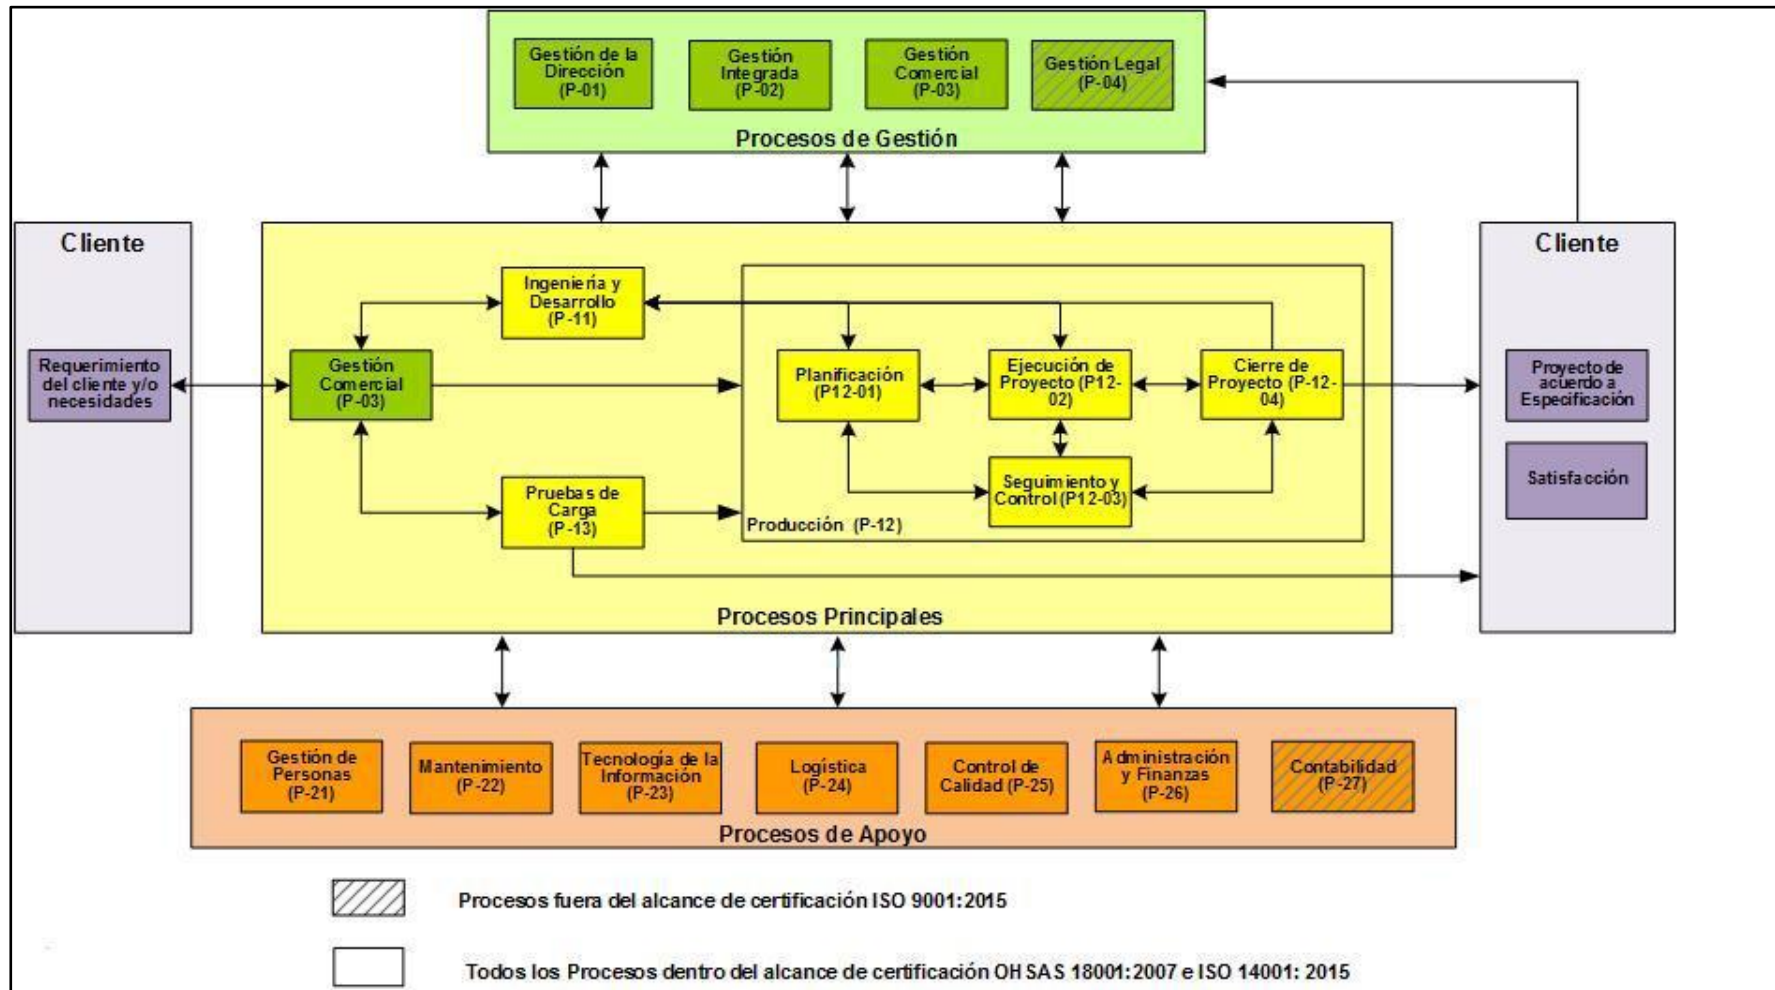 Gestión de la
Dirección
(P-01)
Gestión
Integrada
(P-02)
Gestión
Comercial
(P-03)
Gestión Legal
(P-04)
Procesos de Gestión
Cliente
Requerimiento
del cliente y/o
necesidades
Ingeniería y
Desarrollo
(P-11)
Gestión
Comercial
(P-03)
Pruebas de
Carga
(P-13)
Planificación
(P12-01)
Ejecución de
Proyecto (P12-
02)
Cierre de
Proyecto (P-12-
04)
Seguimiento y
Control (P12-03)
Producción (P-12)
Procesos Principales
Cliente
Proyecto de
acuerdo a
Especificación
Satisfacción
Gestión de
Personas
(P-21)
Mantenimiento
(P-22)
Tecnología de la
Información
(P-23)
Logística
(P-24)
Control de
Calidad (P-25)
Administración
y Finanzas
(P-26)
Contabilidad
(P-27)
Procesos de Apoyo
Procesos fuera del alcance de certificación ISO 9001:2015
Todos los Procesos dentro del alcance de certificación OHSAS 18001:2007 e ISO 14001: 2015